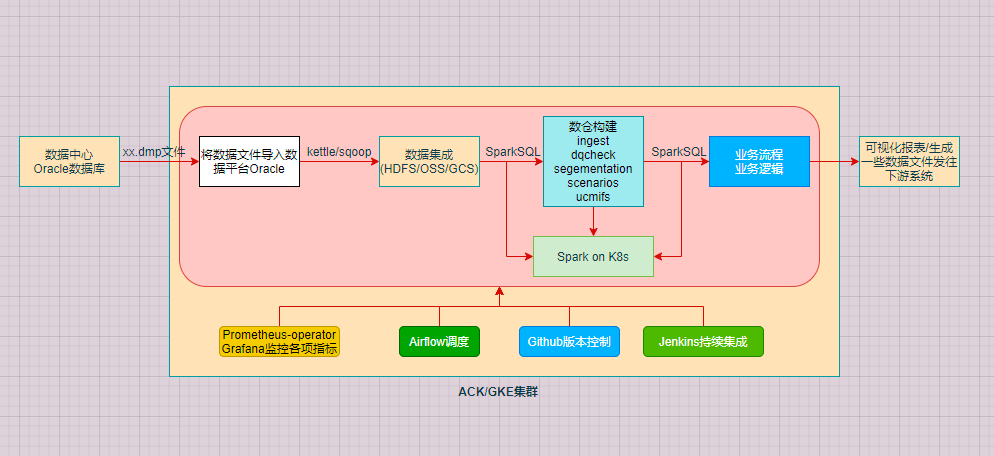 数据中心
Oracle数据库
xx.dmp文件
将数据文件导入数
据平台Oracle
kettle/sqoop
数据集成
(HDFS/OSS/GCS)
SparkSQL
数仓构建
ingest
dqcheck
segementation
scenarios
ucmifs
SparkSQL
业务流程
业务逻辑
可视化报表/生成
一些数据文件发往
下游系统
Spark on K8s
Prometheus-operator
Grafana监控各项指标
Airflow调度
Github版本控制
Jenkins持续集成
ACK/GKE集群